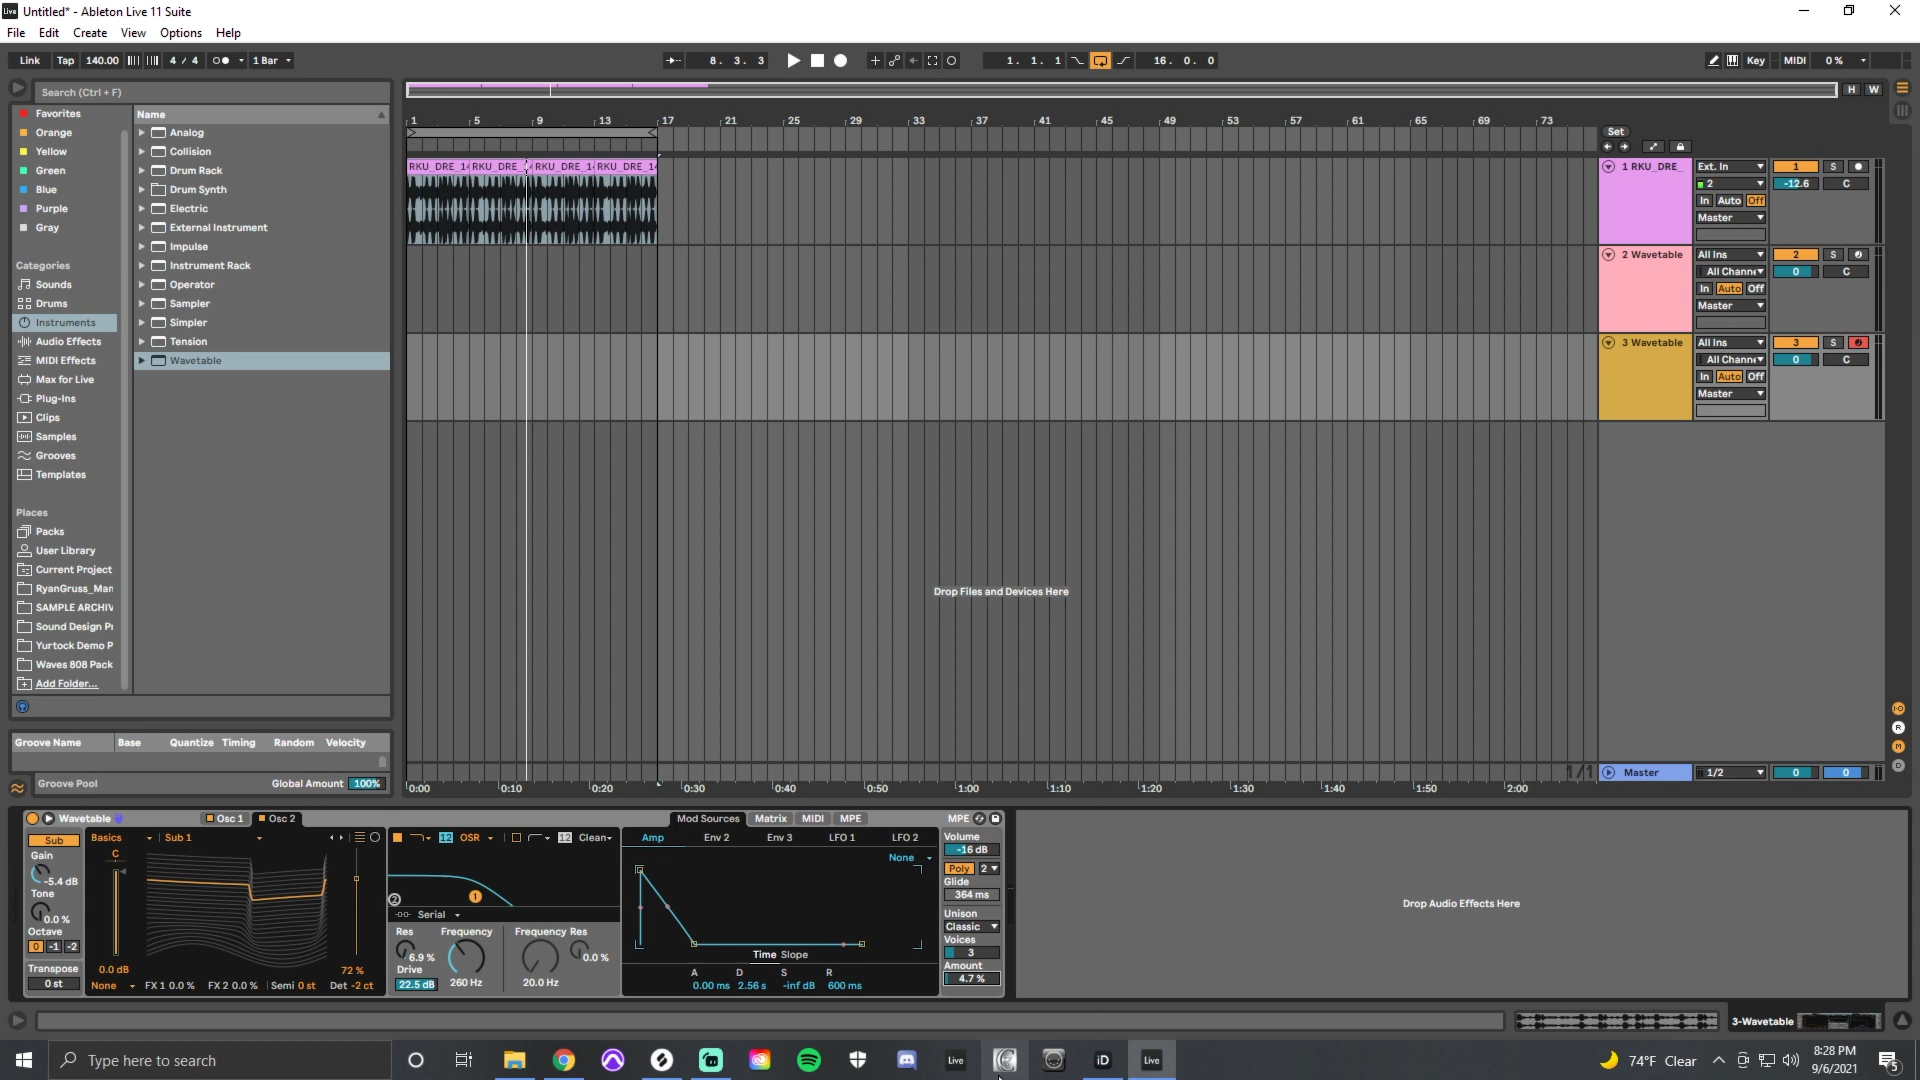 Live Untitled* - Ableton Live 11 Suite
File Edit Create View Options Help
Link Tap 140.00 4 / 4 1 Bar 8. 3. 3 1. 1. 1 16. 0. 0 Key MIDI 0 %
Search (Ctrl + F)
H W
Favorites
Orange
Yellow
Green
Blue
Purple
Gray
Categories
Sounds
Drums
Instruments
Audio Effects
MIDI Effects
Max for Live
Plug-Ins
Clips
Samples
Grooves
Templates
Places
Packs
User Library
Current Project
RyanGruss_Man
SAMPLE ARCHIV
Sound Design P
Yurtock Demo P
Waves 808 Pack
Add Folder...
Name
Analog
Collision
Drum Rack
Drum Synth
Electric
External Instrument
Impulse
Instrument Rack
Operator
Sampler
Simpler
Tension
Wavetable
1 5 9 13 17 21 25 29 33 37 41 45 49 53 57 61 65 69 73
Set
RKU_DRE_14 RKU_DRE_ RKU_DRE_14 RKU_DRE_14
1 RKU_DRE_ Ext. In 1 S
2 -12.6 C
In Auto Off
Master
2 Wavetable All Ins 2 S
All Channe 0 C
In Auto Off
Master
3 Wavetable All Ins 3 S
All Channe 0 C
In Auto Off
Master
Drop Files and Devices Here
1/1 Master 1/2 0 0
0:00 0:10 0:20 0:30 0:40 0:50 1:00 1:10 1:20 1:30 1:40 1:50 2:00
I·O
R
M
D
Groove Name Base Quantize Timing Random Velocity
Groove Pool Global Amount 100%
Wavetable Osc 1 Osc 2 Mod Sources Matrix MIDI MPE MPE
Sub
Gain
-5.4 dB
Tone
0.0 %
Octave
0 -1 -2
Transpose
0 st
Basics Sub 1
C
0.0 dB 72 %
None FX 1 0.0 % FX 2 0.0 % Semi 0 st Det -2 ct
12 OSR 12 Clean
2 1
Serial
Res Frequency Frequency Res
6.9 % 0.0 %
Drive
22.5 dB 260 Hz 20.0 Hz
Amp Env 2 Env 3 LFO 1 LFO 2
None
Time Slope
A D S R
0.00 ms 2.56 s -inf dB 600 ms
Volume
-16 dB
Poly 2
Glide
364 ms
Unison
Classic
Voices
3
Amount
4.7 %
Drop Audio Effects Here
3-Wavetable
Type here to search
Live iD Live
74°F Clear
8:28 PM
9/6/2021
5